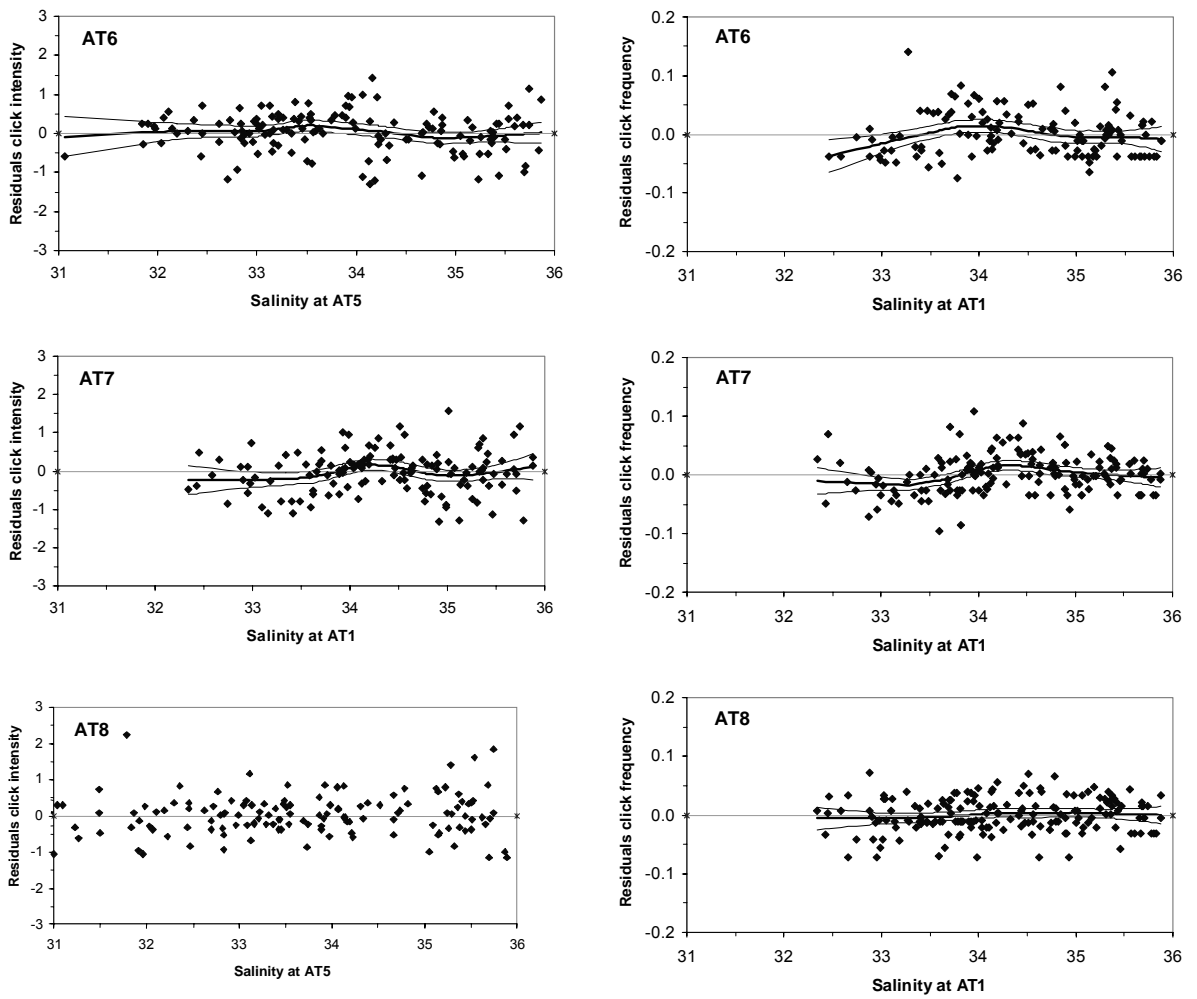 AT6
Residuals click intensity
3
2
1
0
-1
-2
-3
31 32 33 34 35 36
Salinity at AT5
AT6
Residuals click frequency
0.2
0.1
0.0
-0.1
-0.2
31 32 33 34 35 36
Salinity at AT1
AT7
Residuals click intensity
3
2
1
0
-1
-2
-3
31 32 33 34 35 36
Salinity at AT1
AT7
Residuals click frequency
0.2
0.1
0.0
-0.1
-0.2
31 32 33 34 35 36
Salinity at AT1
AT8
Residuals click intensity
3
2
1
0
-1
-2
-3
31 32 33 34 35 36
Salinity at AT5
AT8
Residuals click frequency
0.2
0.1
0.0
-0.1
-0.2
31 32 33 34 35 36
Salinity at AT1